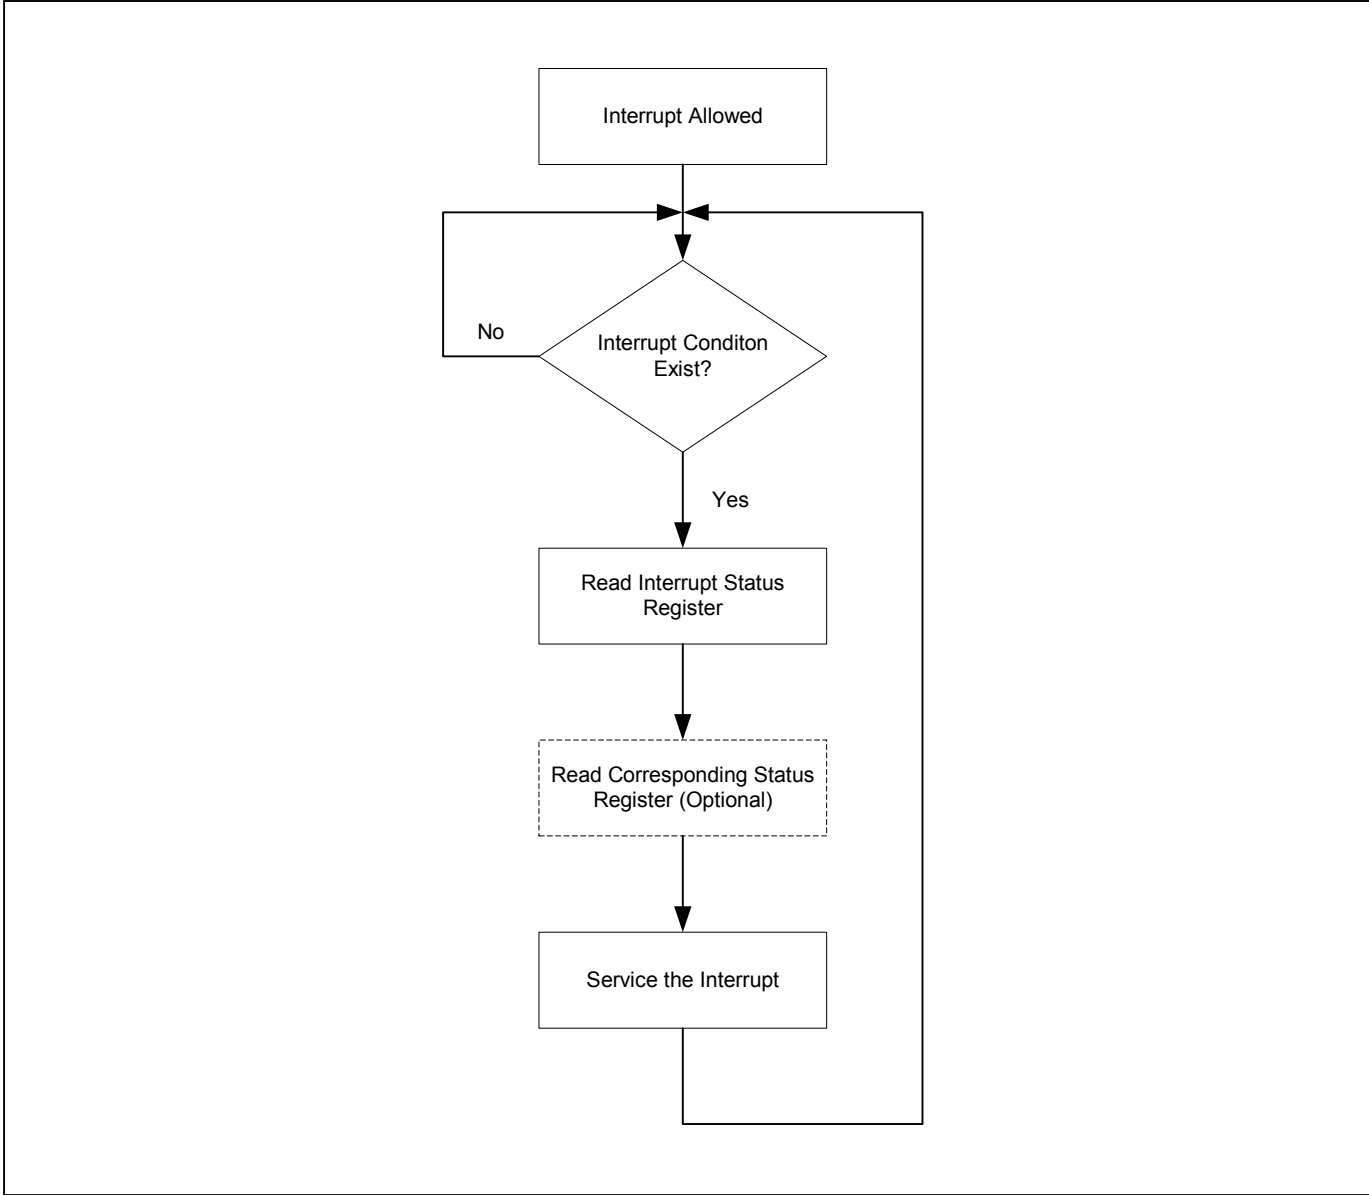 Interrupt Allowed
No
Interrupt Conditon
Exist?
Yes
Read Interrupt Status
Register
Read Corresponding Status
Register (Optional)
Service the Interrupt